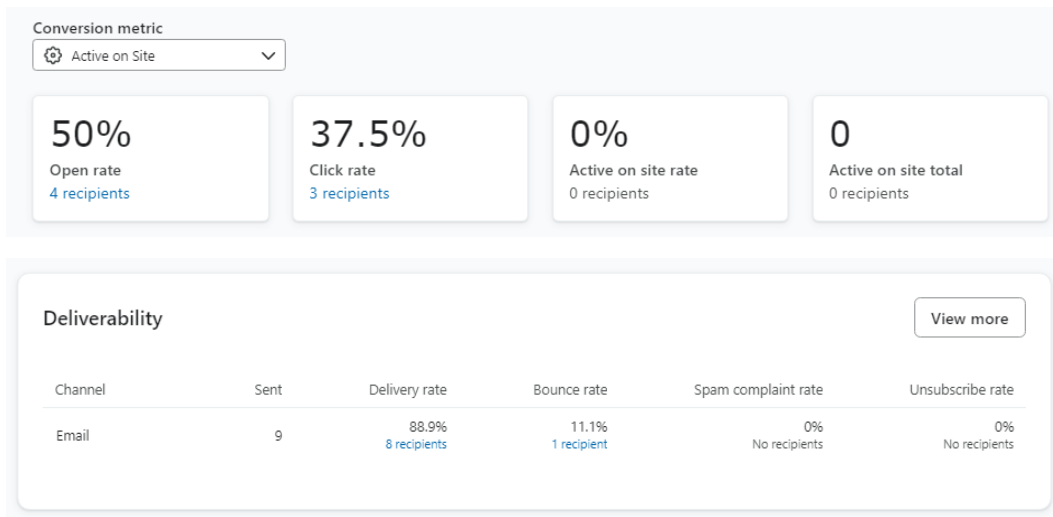 Conversion metric
Active on Site
50%
Open rate
4 recipients
37.5%
Click rate
3 recipients
0%
Active on site rate
0 recipients
0
Active on site total
0 recipients
Deliverability
View more
Channel Sent Delivery rate Bounce rate Spam complaint rate Unsubscribe rate
Email 9 88.9% 11.1% 0% 0%
8 recipients 1 recipient No recipients No recipients